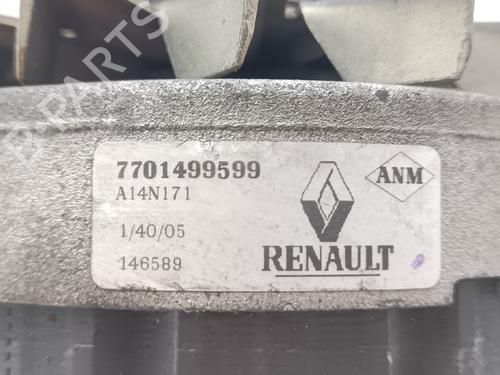 B-PARTS
7701499599
A14N171
ANM
1/40/05
146589
RENAULT